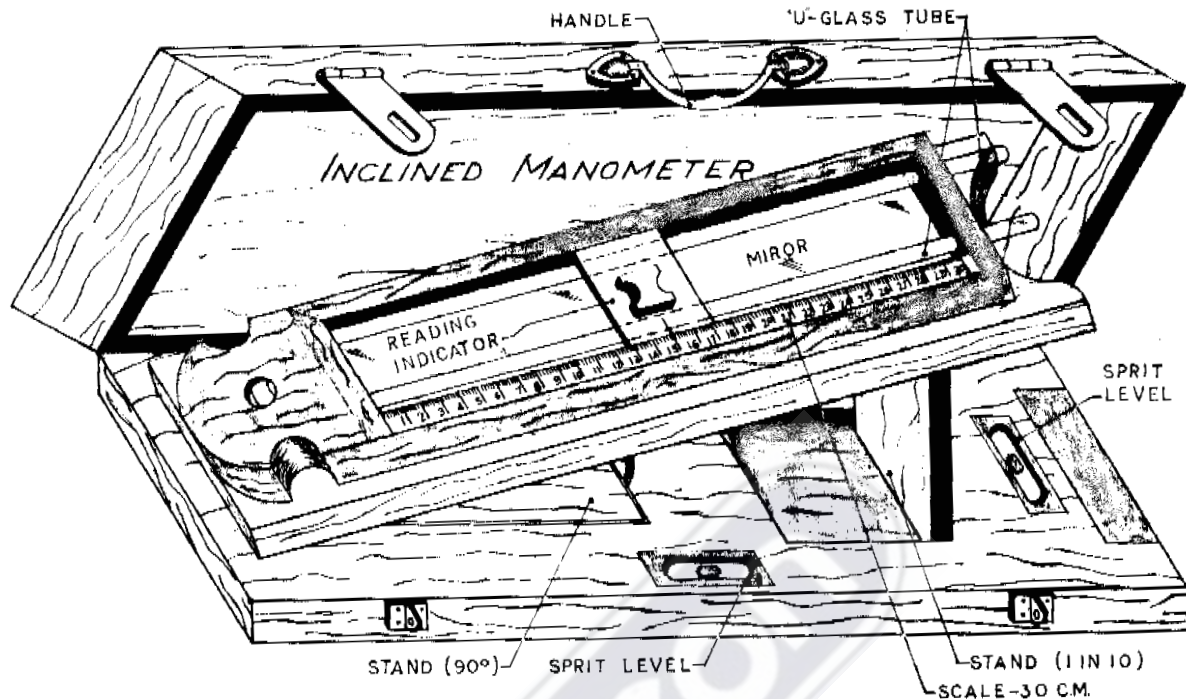 HANDLE
'U'-GLASS TUBE
INCLINED MANOMETER
MIROR
READING
INDICATOR
SPRIT
LEVEL
STAND (90°)
SPRIT LEVEL
STAND (1 IN 10)
SCALE-30 C.M.